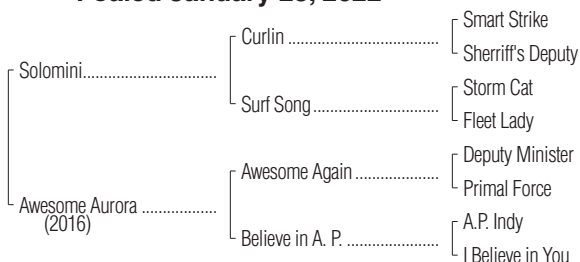 Foaled January 2022
Smart Strike
Curlin ........................................
Sherriff's Deputy
Solomini....................................
Storm Cat
Surf Song..................................
Fleet Lady
Deputy Minister
Awesome Again ......................
Primal Force
Awesome Aurora ....................
(2016)
A.P. Indy
Believe in A. P. .........................
I Believe in You